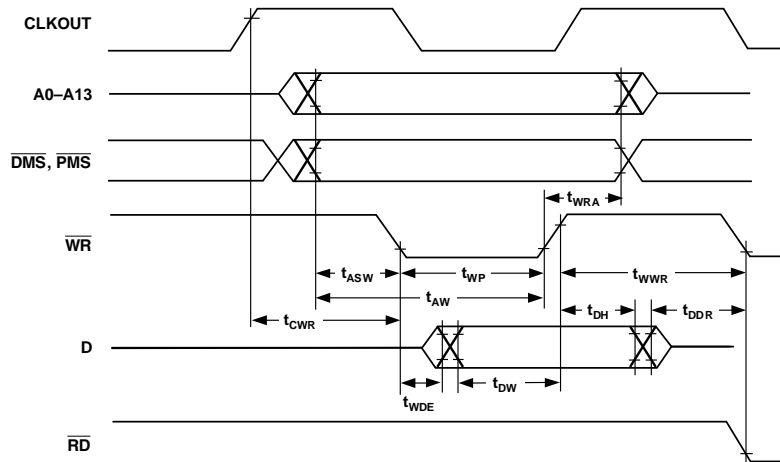 CLKOUT
A0–A13
DMS, PMS
tWRA
WR
tASW
tWP
tWWR
tAW
tCWR
tDH
tDDR
D
tWDE
tDW
RD